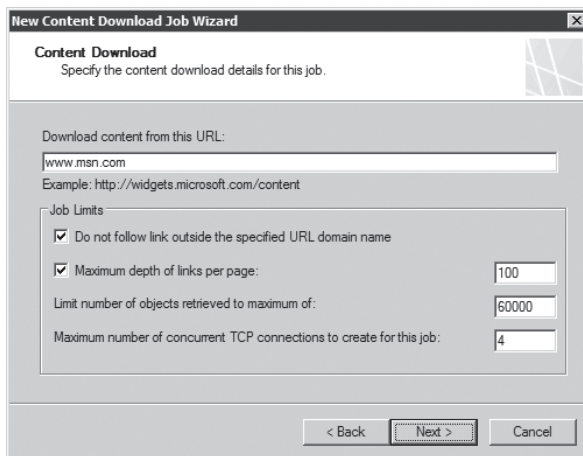 New Content Download Job Wizard
Content Download
Specify the content download details for this job.
Download content from this URL:
www.msn.com
Example: http://widgets.microsoft.com/content
Job Limits
Do not follow link outside the specified URL domain name
Maximum depth of links per page: 100
Limit number of objects retrieved to maximum of: 60000
Maximum number of concurrent TCP connections to create for this job: 4
< Back Next > Cancel